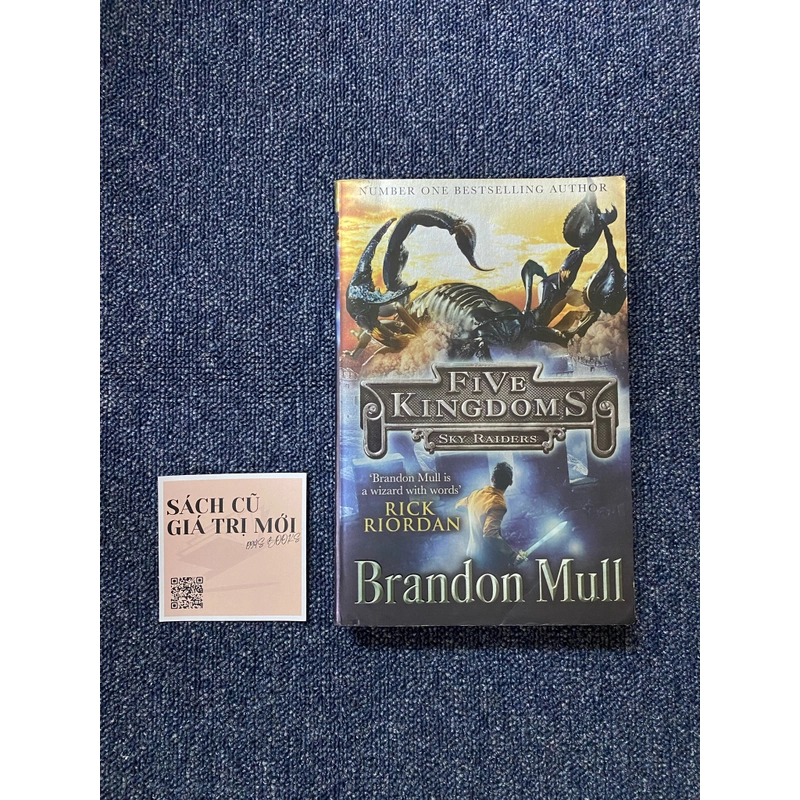 NUMBER ONE BESTSELLING AUTHOR
FIVE
KINGDOMS
SKY RAIDERS
'Brandon Mull is
a wizard with words'
RICK
RIORDAN
Brandon Mull
SÁCH CŨ
GIÁ TRỊ MỚI